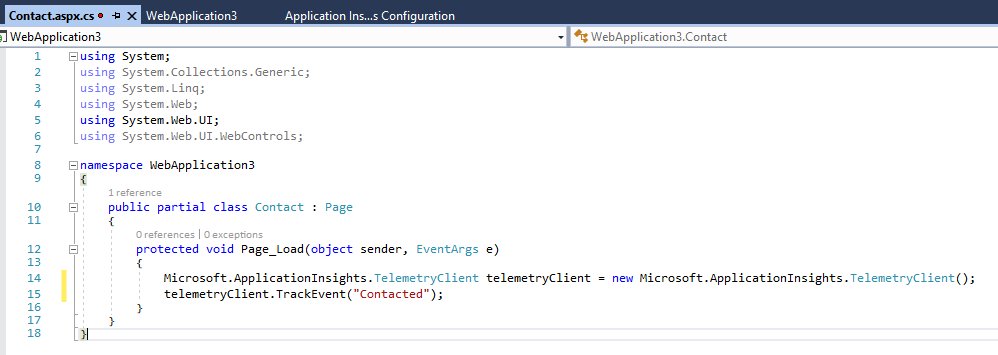 Contact.aspx.cs WebApplication3 Application Ins...s Configuration
WebApplication3 WebApplication3.Contact
1 using System;
2 using System.Collections.Generic;
3 using System.Linq;
4 using System.Web;
5 using System.Web.UI;
6 using System.Web.UI.WebControls;
7
8 namespace WebApplication3
9 {
1 reference
10 public partial class Contact : Page
11 {
0 references | 0 exceptions
12 protected void Page_Load(object sender, EventArgs e)
13 {
14 Microsoft.ApplicationInsights.TelemetryClient telemetryClient = new Microsoft.ApplicationInsights.TelemetryClient();
15 telemetryClient.TrackEvent("Contacted");
16 }
17 }
18 }